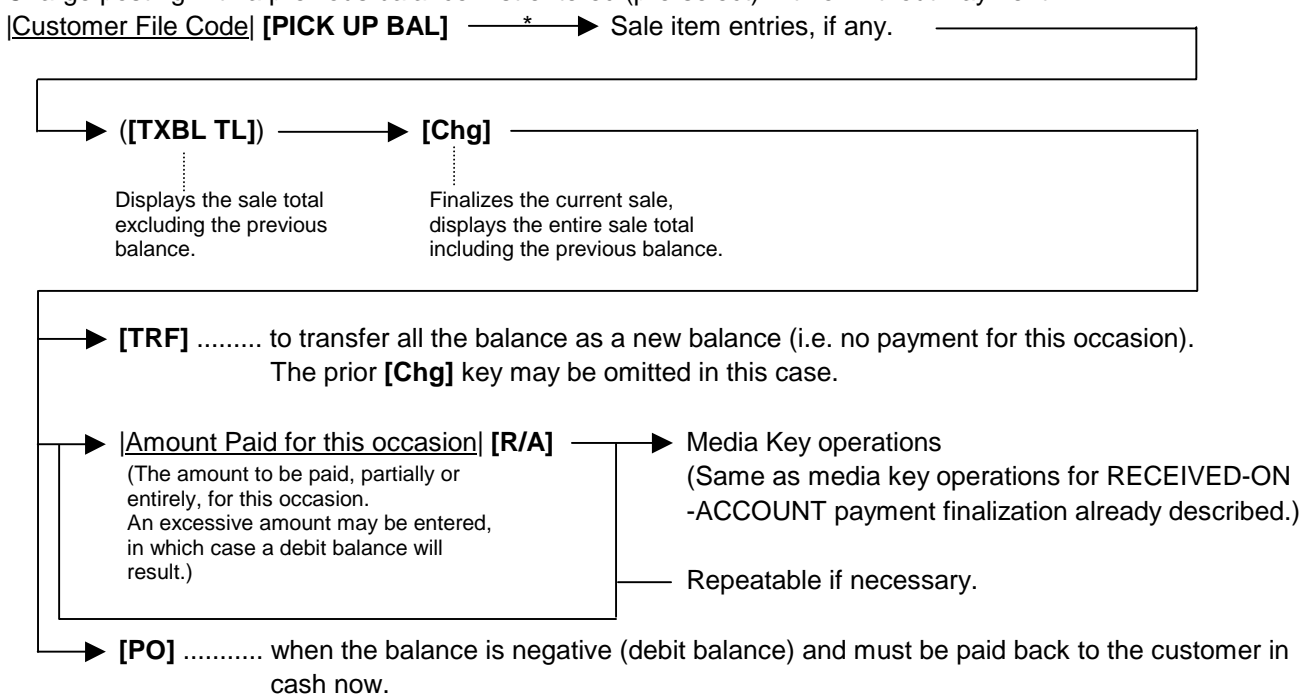 |Customer File Code| [PICK UP BAL] * Sale item entries, if any.
([TXBL TL]) [Chg]
Displays the sale total
excluding the previous
balance.
Finalizes the current sale,
displays the entire sale total
including the previous balance.
[TRF] ......... to transfer all the balance as a new balance (i.e. no payment for this occasion).
The prior [Chg] key may be omitted in this case.
|Amount Paid for this occasion| [R/A]
(The amount to be paid, partially or
entirely, for this occasion.
An excessive amount may be entered,
in which case a debit balance will
result.)
Media Key operations
(Same as media key operations for RECEIVED-ON
-ACCOUNT payment finalization already described.)
Repeatable if necessary.
[PO] ........... when the balance is negative (debit balance) and must be paid back to the customer in
cash now.